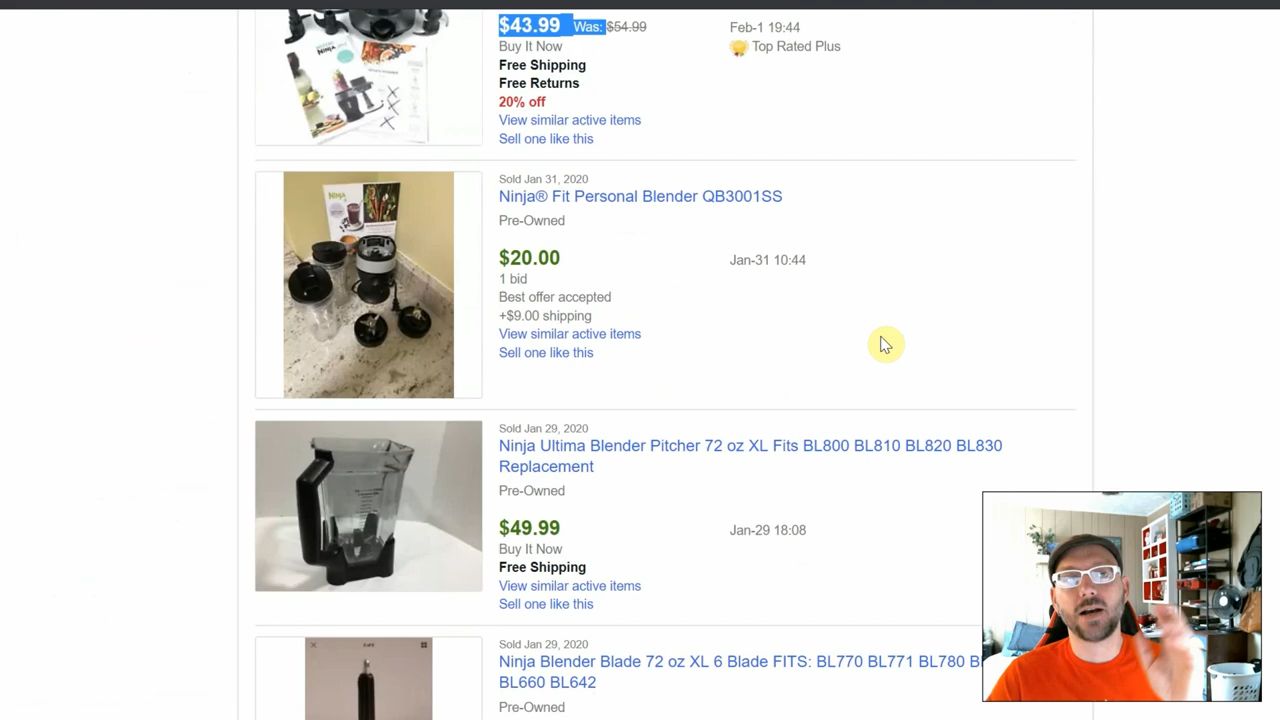 $43.99 Was: $54.99
Feb-1 19:44
Buy It Now
Top Rated Plus
Free Shipping
Free Returns
20% off
View similar active items
Sell one like this
Sold Jan 31, 2020
Ninja® Fit Personal Blender QB3001SS
Pre-Owned
$20.00
Jan-31 10:44
1 bid
Best offer accepted
+$9.00 shipping
View similar active items
Sell one like this
Sold Jan 29, 2020
Ninja Ultima Blender Pitcher 72 oz XL Fits BL800 BL810 BL820 BL830
Replacement
Pre-Owned
$49.99
Jan-29 18:08
Buy It Now
Free Shipping
View similar active items
Sell one like this
Sold Jan 29, 2020
Ninja Blender Blade 72 oz XL 6 Blade FITS: BL770 BL771 BL780
BL660 BL642
Pre-Owned